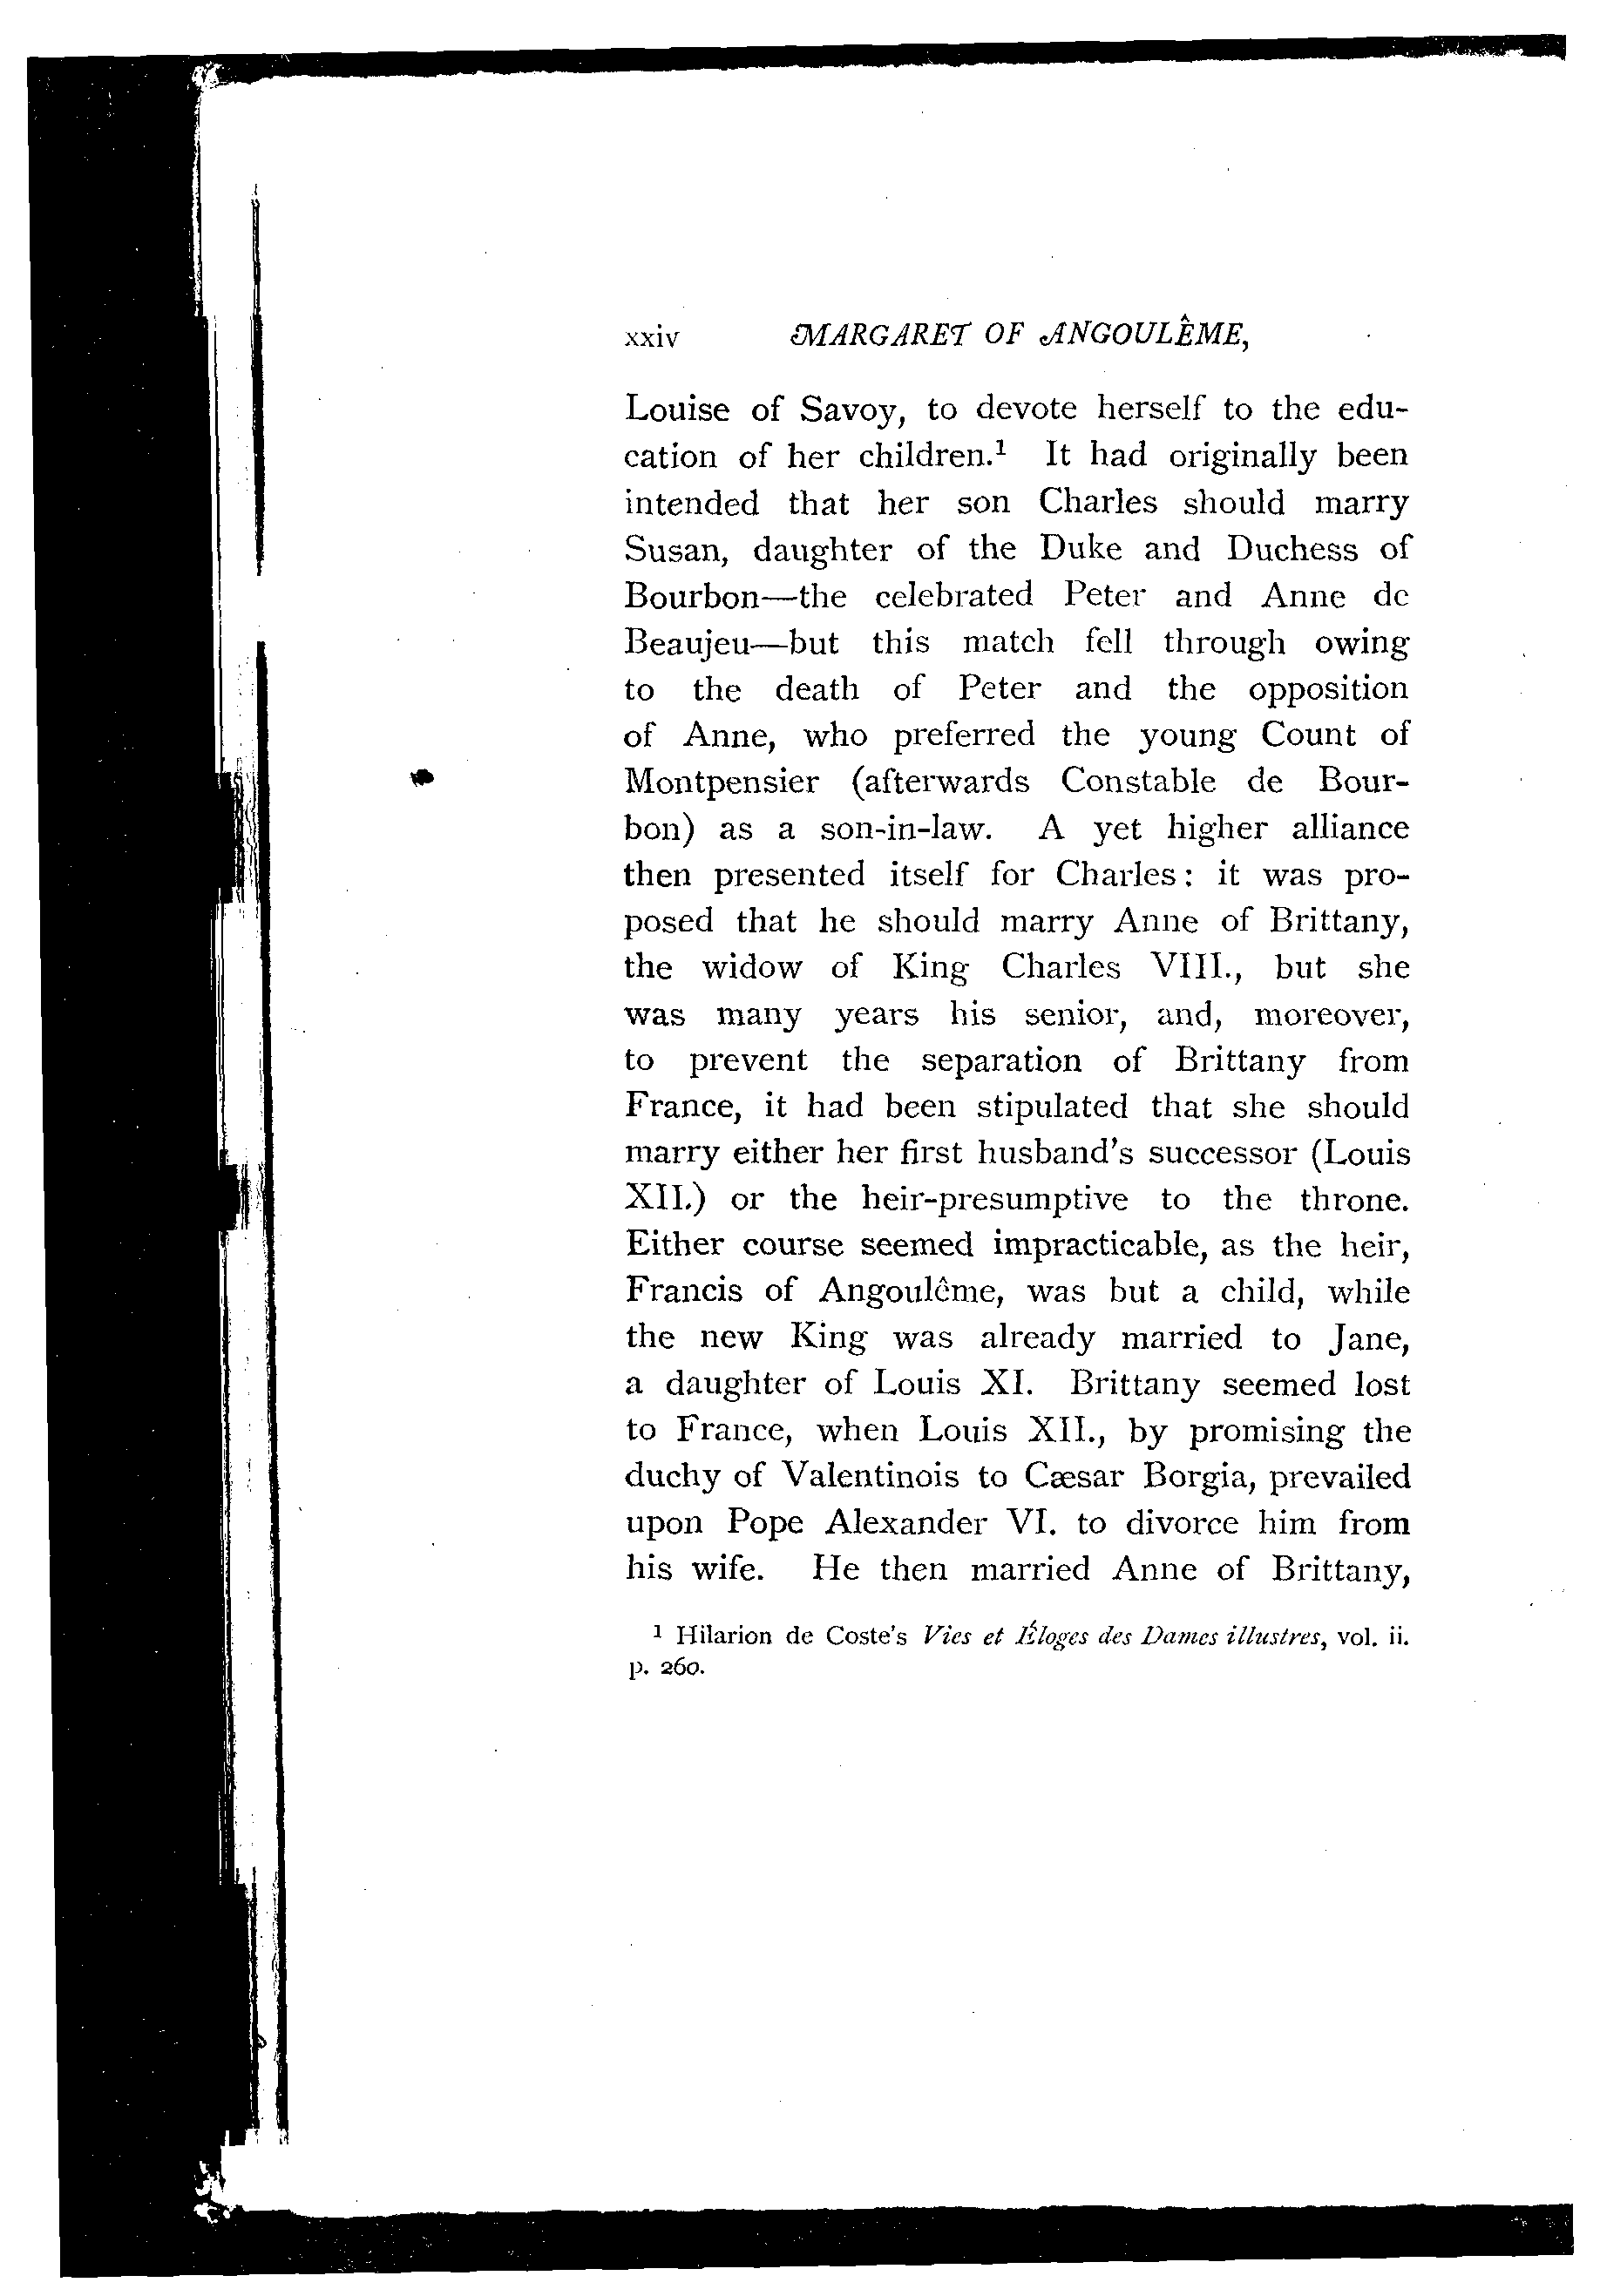 xxiv MARGARET OF ANGOULÊME,
Louise of Savoy, to devote herself to the edu-
cation of her children.¹ It had originally been
intended that her son Charles should marry
Susan, daughter of the Duke and Duchess of
Bourbon—the celebrated Peter and Anne de
Beaujeu—but this match fell through owing
to the death of Peter and the opposition
of Anne, who preferred the young Count of
Montpensier (afterwards Constable de Bour-
bon) as a son-in-law. A yet higher alliance
then presented itself for Charles: it was pro-
posed that he should marry Anne of Brittany,
the widow of King Charles VIII., but she
was many years his senior, and, moreover,
to prevent the separation of Brittany from
France, it had been stipulated that she should
marry either her first husband's successor (Louis
XII.) or the heir-presumptive to the throne.
Either course seemed impracticable, as the heir,
Francis of Angoulême, was but a child, while
the new King was already married to Jane,
a daughter of Louis XI. Brittany seemed lost
to France, when Louis XII., by promising the
duchy of Valentinois to Cæsar Borgia, prevailed
upon Pope Alexander VI. to divorce him from
his wife. He then married Anne of Brittany,
¹ Hilarion de Coste's Vies et Éloges des Dames illustres, vol. ii.
p. 260.